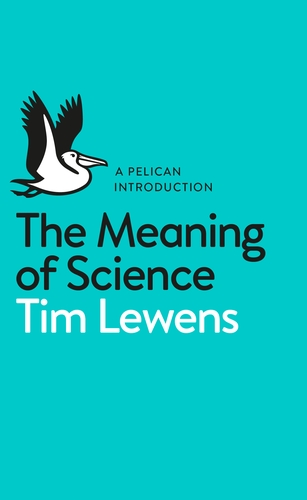 A PELICAN
INTRODUCTION
The Meaning
of Science
Tim Lewens